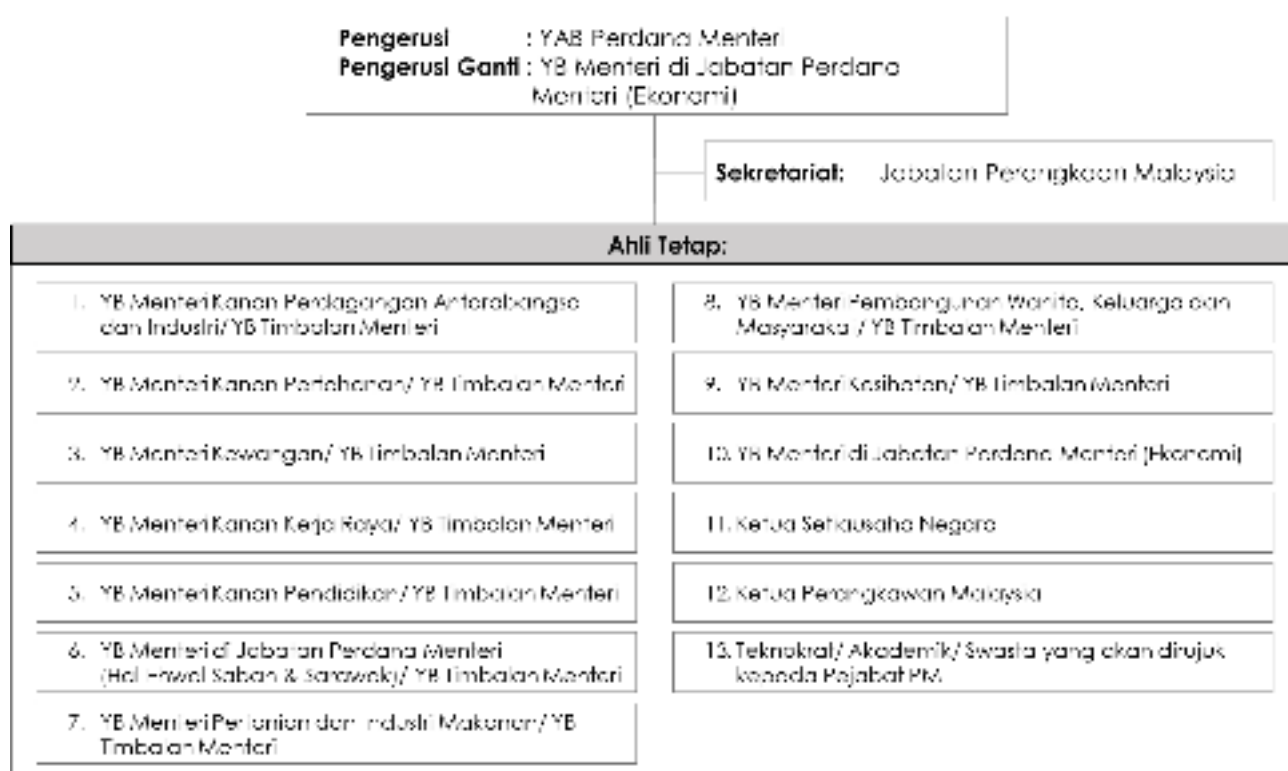 Pengerusi : YAB Perdana Menteri
Pengerusi Ganti : YB Menteri di Jabatan Perdana
Menteri (Ekonomi)
Sekretariat: Jabatan Perangkaan Malaysia
Ahli Tetap:
1. YB Menteri Kanan Perdagangan Antarabangsa
dan Industri/ YB Timbalan Menteri
2. YB Menteri Kanan Pertahanan/ YB Timbalan Menteri
3. YB Menteri Kewangan/ YB Timbalan Menteri
4. YB Menteri Kanan Kerja Raya/ YB Timbalan Menteri
5. YB Menteri Kanan Pendidikan/ YB Timbalan Menteri
6. YB Menteri di Jabatan Perdana Menteri
(Hal Ehwal Sabah & Sarawak)/ YB Timbalan Menteri
7. YB Menteri Pertanian dan Industri Makanan/ YB
Timbalan Menteri
8. YB Menteri Pembangunan Wanita, Keluarga dan
Masyarakat/ YB Timbalan Menteri
9. YB Menteri Kesihatan/ YB Timbalan Menteri
10. YB Menteri di Jabatan Perdana Menteri (Ekonomi)
11. Ketua Setiausaha Negara
12. Ketua Perangkawan Malaysia
13. Teknokrat/ Akademik/ Swasta yang akan dirujuk
kepada Pejabat PM